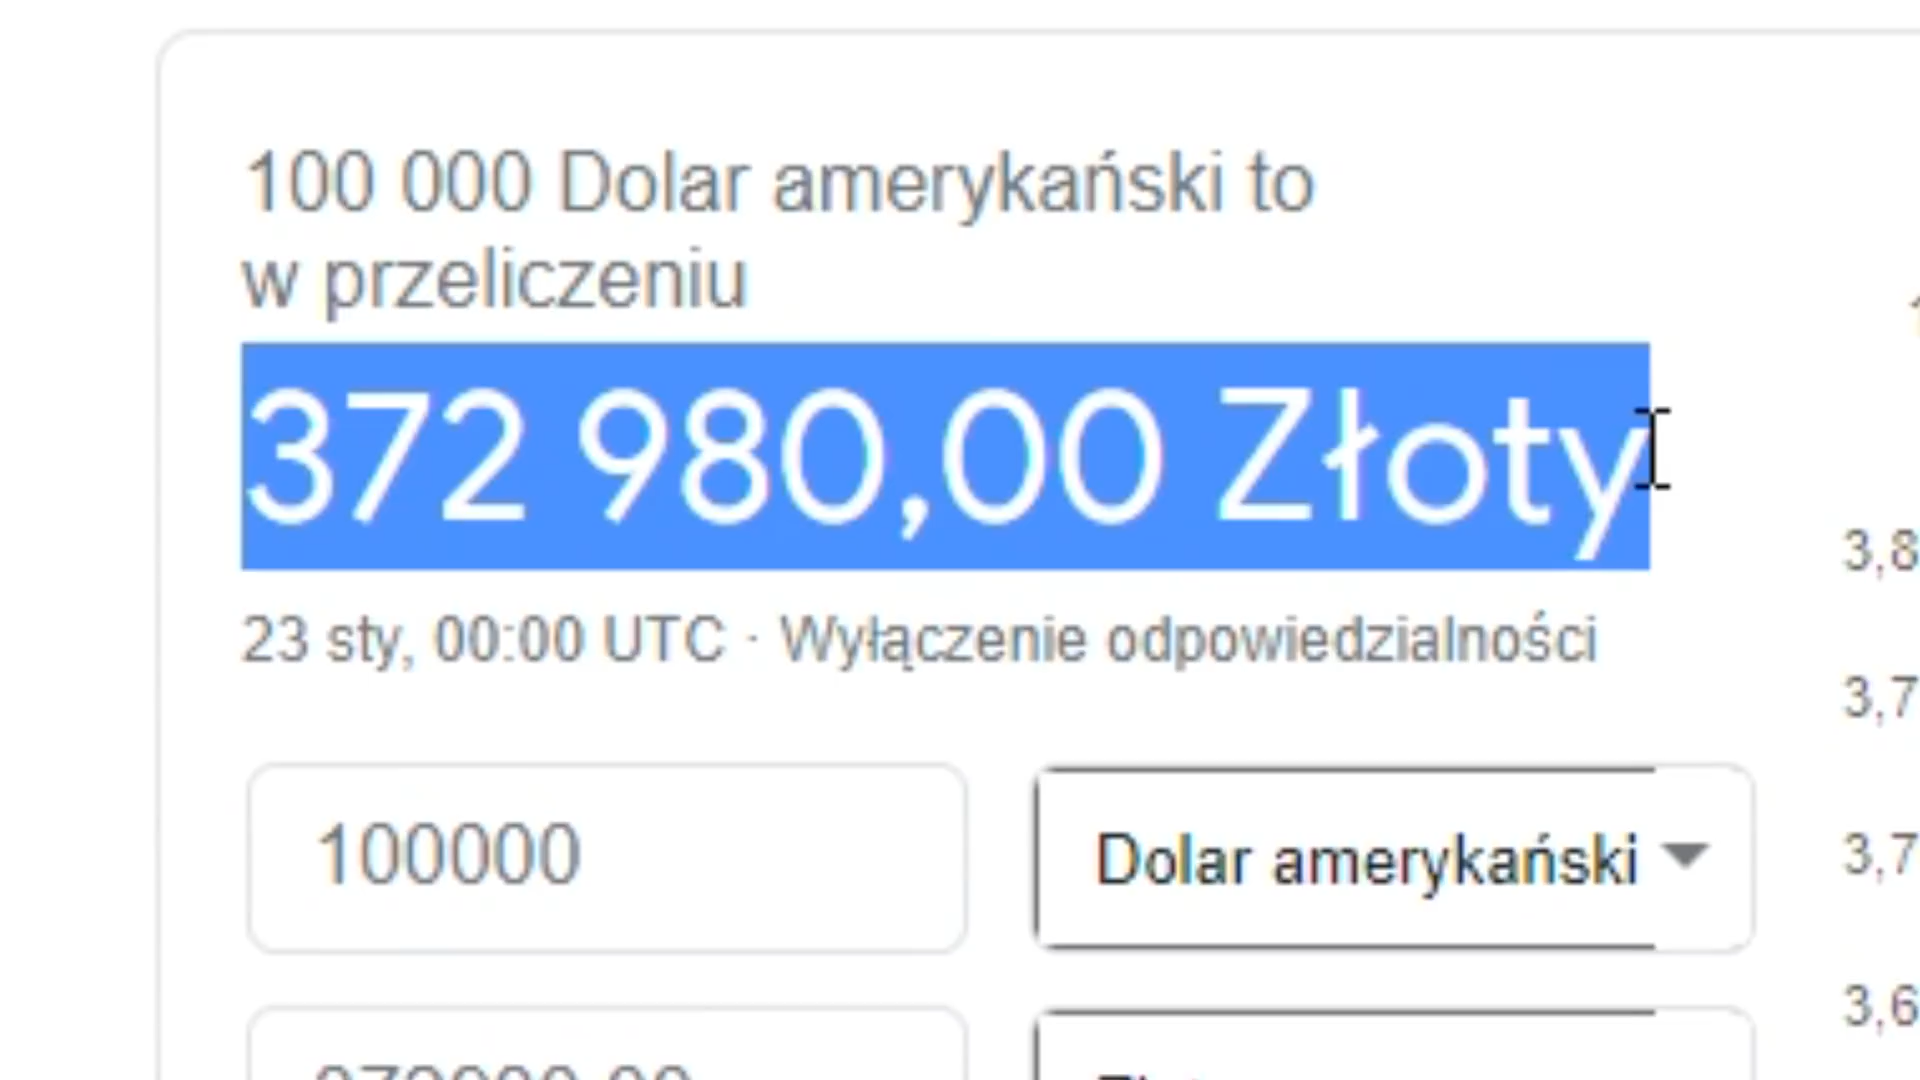 100 000 Dolar amerykański to
w przeliczeniu
372 980,00 Złoty
23 sty, 00:00 UTC · Wyłączenie odpowiedzialności
3,8
3,7
100000
Dolar amerykański
3,7
3,6